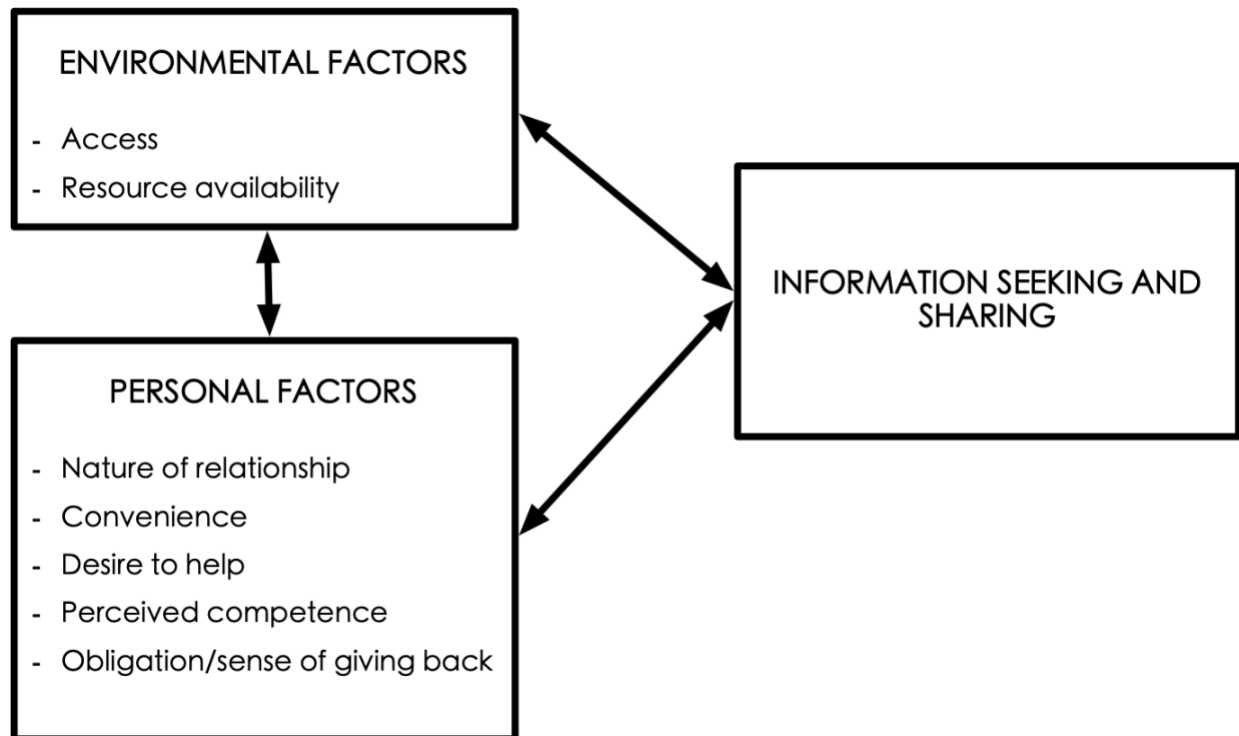 ENVIRONMENTAL FACTORS
- Access
- Resource availability
PERSONAL FACTORS
- Nature of relationship
- Convenience
- Desire to help
- Perceived competence
- Obligation/sense of giving back
INFORMATION SEEKING AND
SHARING